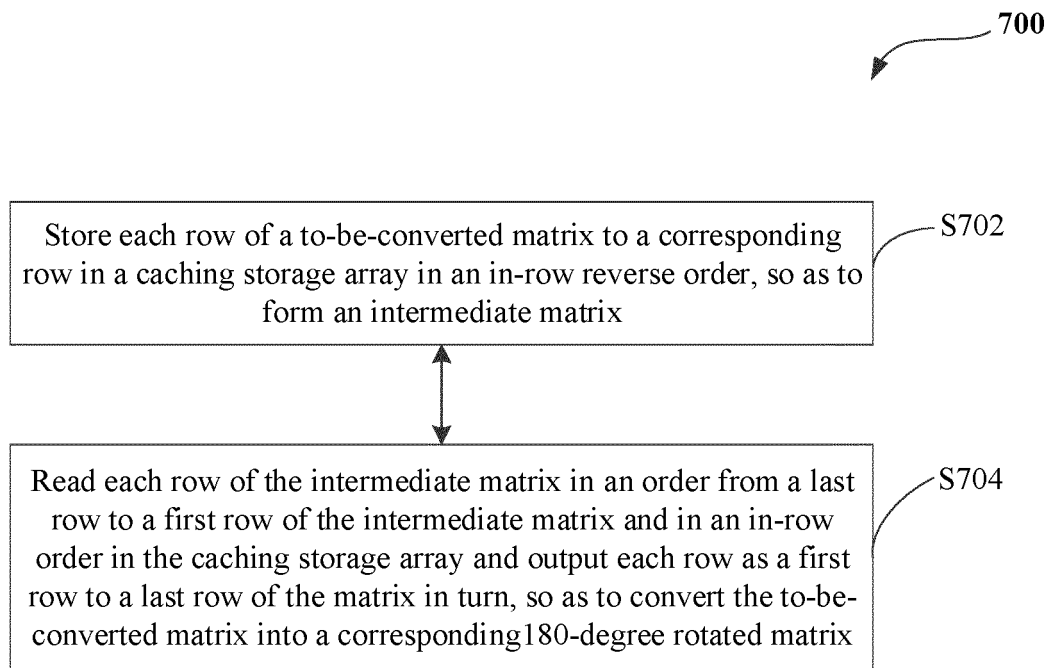 700
Store each row of a to-be-converted matrix to a corresponding
row in a caching storage array in an in-row reverse order, so as to
form an intermediate matrix
S702
Read each row of the intermediate matrix in an order from a last
row to a first row of the intermediate matrix and in an in-row
order in the caching storage array and output each row as a first
row to a last row of the matrix in turn, so as to convert the to-be-
converted matrix into a corresponding180-degree rotated matrix
S704